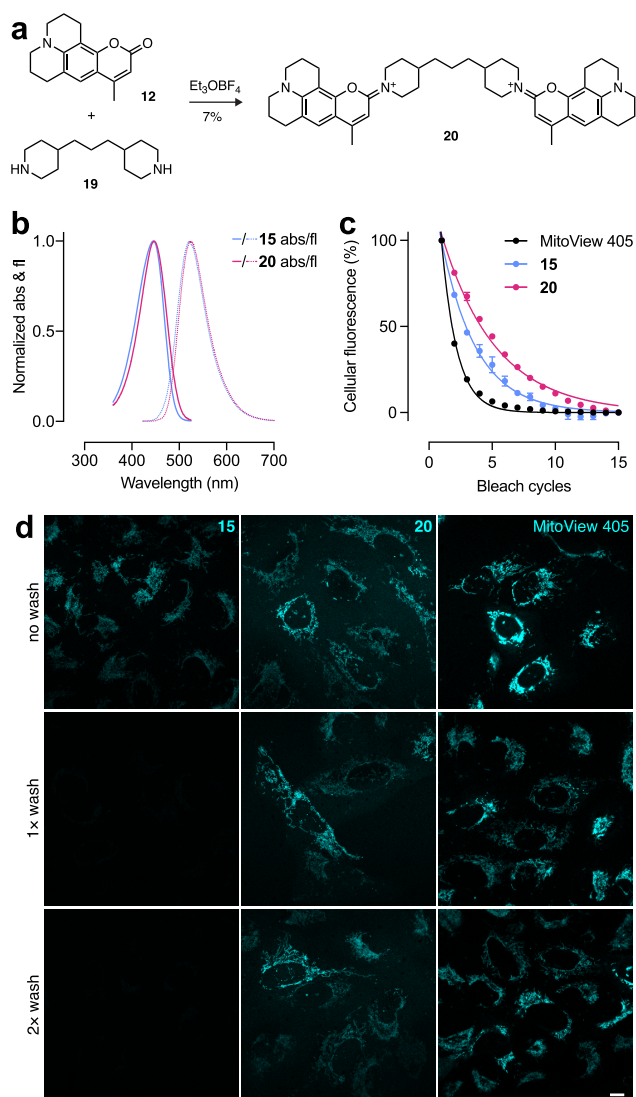 a
N
O
O
12
+
HN
NH
19
Et3OBF4
7%
N
O
N+
N+
O
N
20
b
Normalized abs & fl
1.0
0.5
0.0
300 400 500 600 700
Wavelength (nm)
–/··· 15 abs/fl
–/··· 20 abs/fl
c
Cellular fluorescence (%)
100
50
0
0 5 10 15
Bleach cycles
MitoView 405
15
20
d
15 20 MitoView 405
no wash
1× wash
2× wash